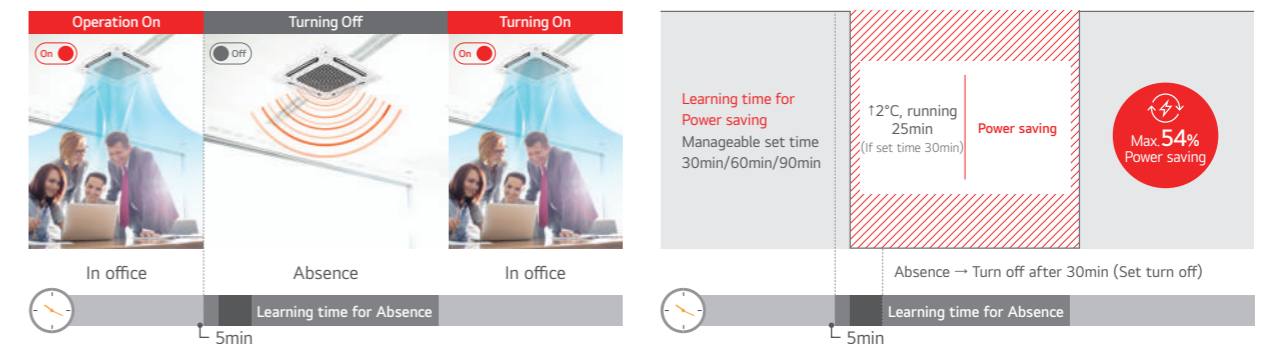 Operation On
Turning Off
Turning On
On
Off
On
In office
Absence
In office
Learning time for Absence
5min
Learning time for
Power saving
Manageable set time
30min/60min/90min
↑2°C, running
25min
(If set time 30min)
Power saving
Max. 54%
Power saving
Absence → Turn off after 30min (Set turn off)
Learning time for Absence
5min